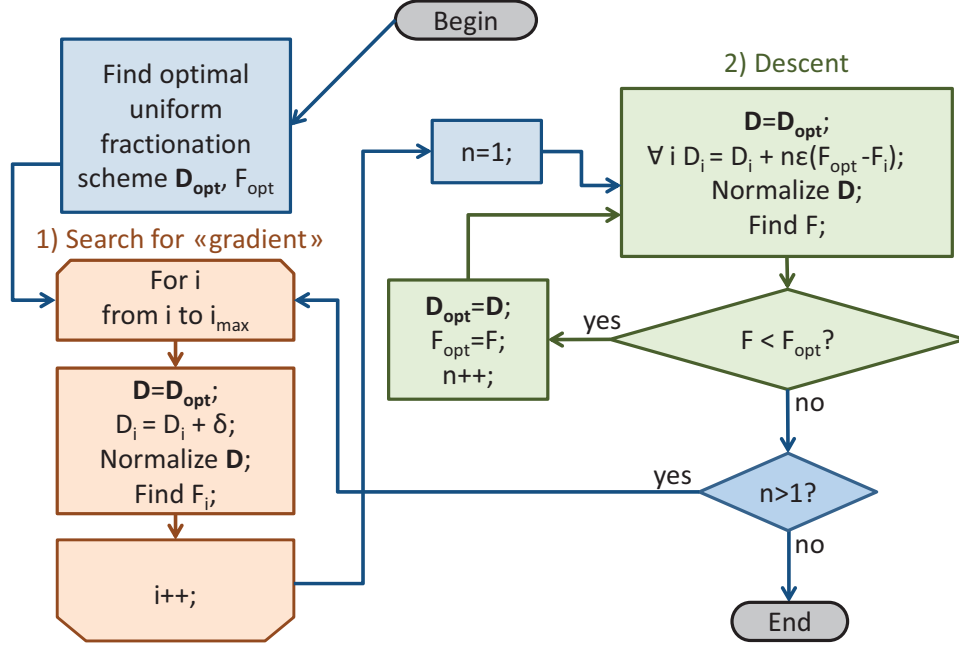 Begin
Find optimal
uniform
fractionation
scheme D_opt, F_opt
1) Search for «gradient»
For i
from i to i_max
D=D_opt;
D_i = D_i + δ;
Normalize D;
Find F_i;
i++;
n=1;
2) Descent
D=D_opt;
∀ i D_i = D_i + nε(F_opt -F_i);
Normalize D;
Find F;
F < F_opt?
yes
D_opt=D;
F_opt=F;
n++;
no
n>1?
yes
no
End